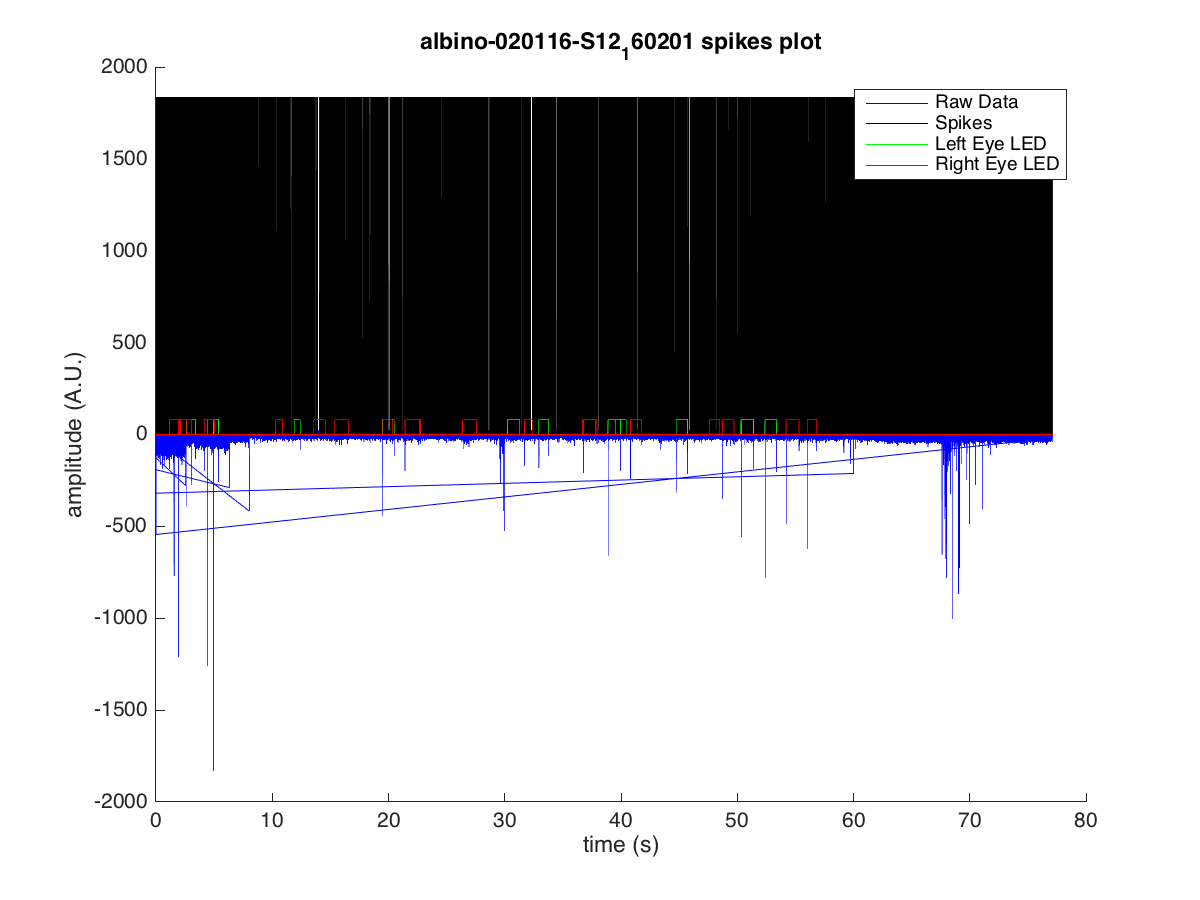 albino-020116-S12₁60201 spikes plot
2000
1500
1000
500
0
-500
-1000
-1500
-2000
amplitude (A.U.)
Raw Data
Spikes
Left Eye LED
Right Eye LED
0 10 20 30 40 50 60 70 80
time (s)